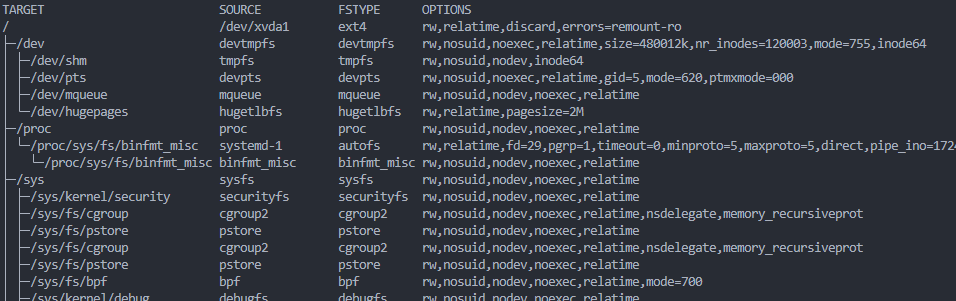 TARGET SOURCE FSTYPE OPTIONS
/ /dev/xvda1 ext4 rw,relatime,discard,errors=remount-ro
├─/dev devtmpfs devtmpfs rw,nosuid,noexec,relatime,size=480012k,nr_inodes=120003,mode=755,inode64
│ ├─/dev/shm tmpfs tmpfs rw,nosuid,nodev,inode64
│ ├─/dev/pts devpts devpts rw,nosuid,noexec,relatime,gid=5,mode=620,ptmxmode=000
│ ├─/dev/mqueue mqueue mqueue rw,nosuid,nodev,noexec,relatime
│ └─/dev/hugepages hugetlbfs hugetlbfs rw,relatime,pagesize=2M
├─/proc proc proc rw,nosuid,nodev,noexec,relatime
│ └─/proc/sys/fs/binfmt_misc systemd-1 autofs rw,relatime,fd=29,pgrp=1,timeout=0,minproto=5,maxproto=5,direct,pipe_ino=1724
│ └─/proc/sys/fs/binfmt_misc binfmt_misc binfmt_misc rw,nosuid,nodev,noexec,relatime
├─/sys sysfs sysfs rw,nosuid,nodev,noexec,relatime
│ ├─/sys/kernel/security securityfs securityfs rw,nosuid,nodev,noexec,relatime
│ ├─/sys/fs/cgroup cgroup2 cgroup2 rw,nosuid,nodev,noexec,relatime,nsdelegate,memory_recursiveprot
│ ├─/sys/fs/pstore pstore pstore rw,nosuid,nodev,noexec,relatime
│ ├─/sys/fs/cgroup cgroup2 cgroup2 rw,nosuid,nodev,noexec,relatime,nsdelegate,memory_recursiveprot
│ ├─/sys/fs/pstore pstore pstore rw,nosuid,nodev,noexec,relatime
│ ├─/sys/fs/bpf bpf bpf rw,nosuid,nodev,noexec,relatime,mode=700
│ ├─/sys/kernel/debug debugfs debugfs rw,nosuid,nodev,noexec,relatime